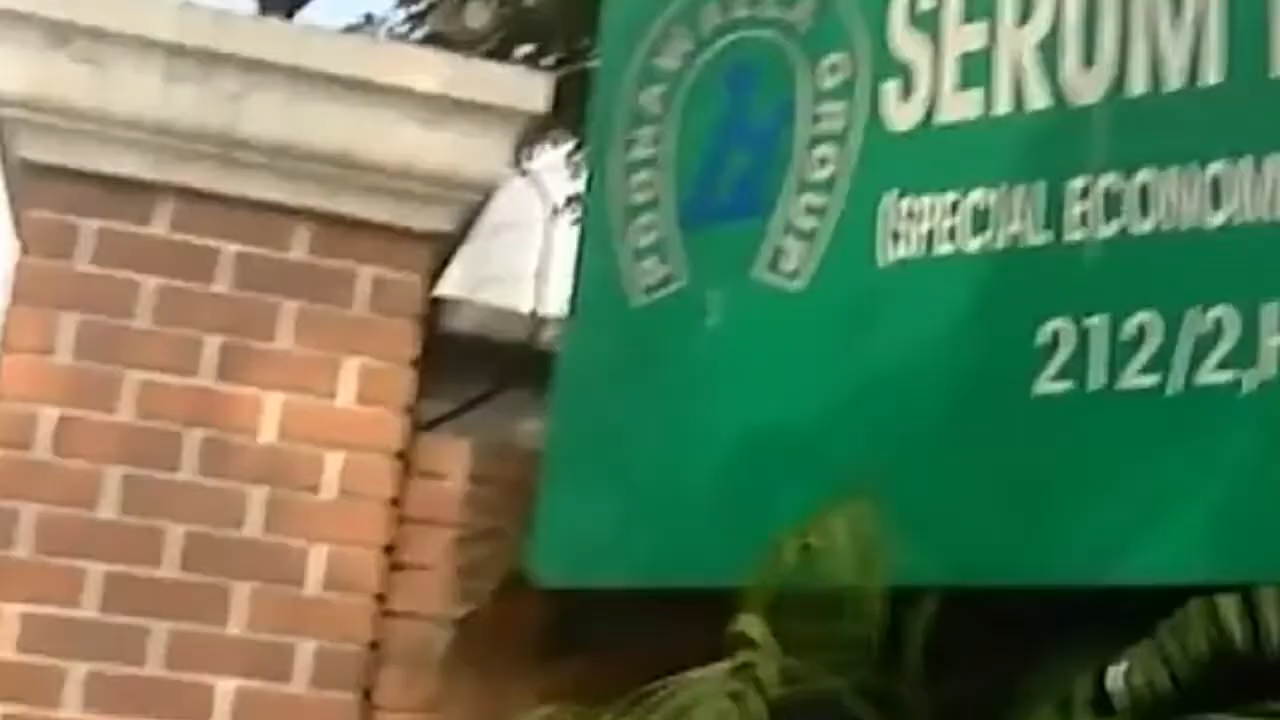 POONAWALLA GROUP
SERUM
(SPECIAL ECONOM
212/2,H